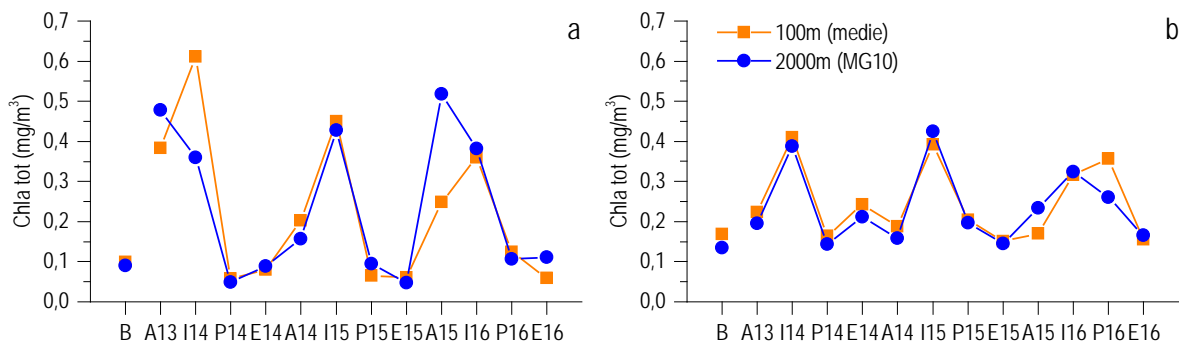 0,7
0,6
0,5
0,4
0,3
0,2
0,1
0,0
Chla tot (mg/m³)
a
B A13 I14 P14 E14 A14 I15 P15 E15 A15 I16 P16 E16
0,7
0,6
0,5
0,4
0,3
0,2
0,1
0,0
Chla tot (mg/m³)
100m (medie)
2000m (MG10)
b
B A13 I14 P14 E14 A14 I15 P15 E15 A15 I16 P16 E16